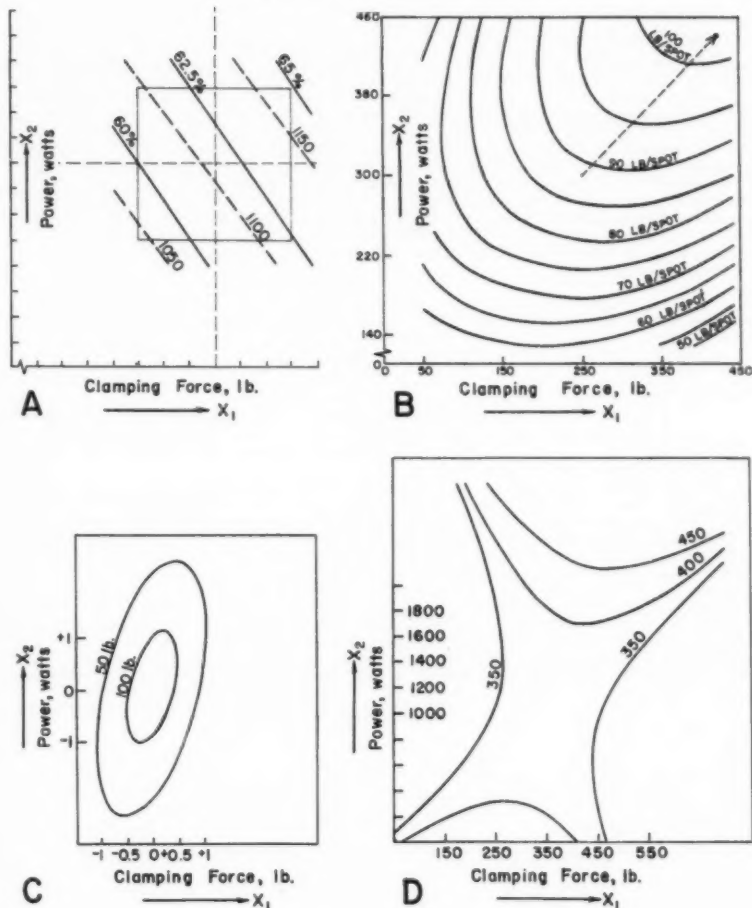 X₂
Power, watts
60%
62.5%
65%
1050
1100
1150
Clamping Force, lb.
A
X₁
460
380
300
220
140
0
X₂
Power, watts
100
LB/SPOT
90 LB/SPOT
80 LB/SPOT
70 LB/SPOT
60 LB/SPOT
50 LB/SPOT
0 50 150 250 350 450
Clamping Force, lb.
B
X₁
X₂
Power, watts
+1
0
-1
50 lb.
100 lb.
-1 -0.5 0 +0.5 +1
Clamping Force, lb.
C
X₁
X₂
Power, watts
1800
1600
1400
1200
1000
450
400
350
350
150 250 350 450 550
Clamping Force, lb.
D
X₁